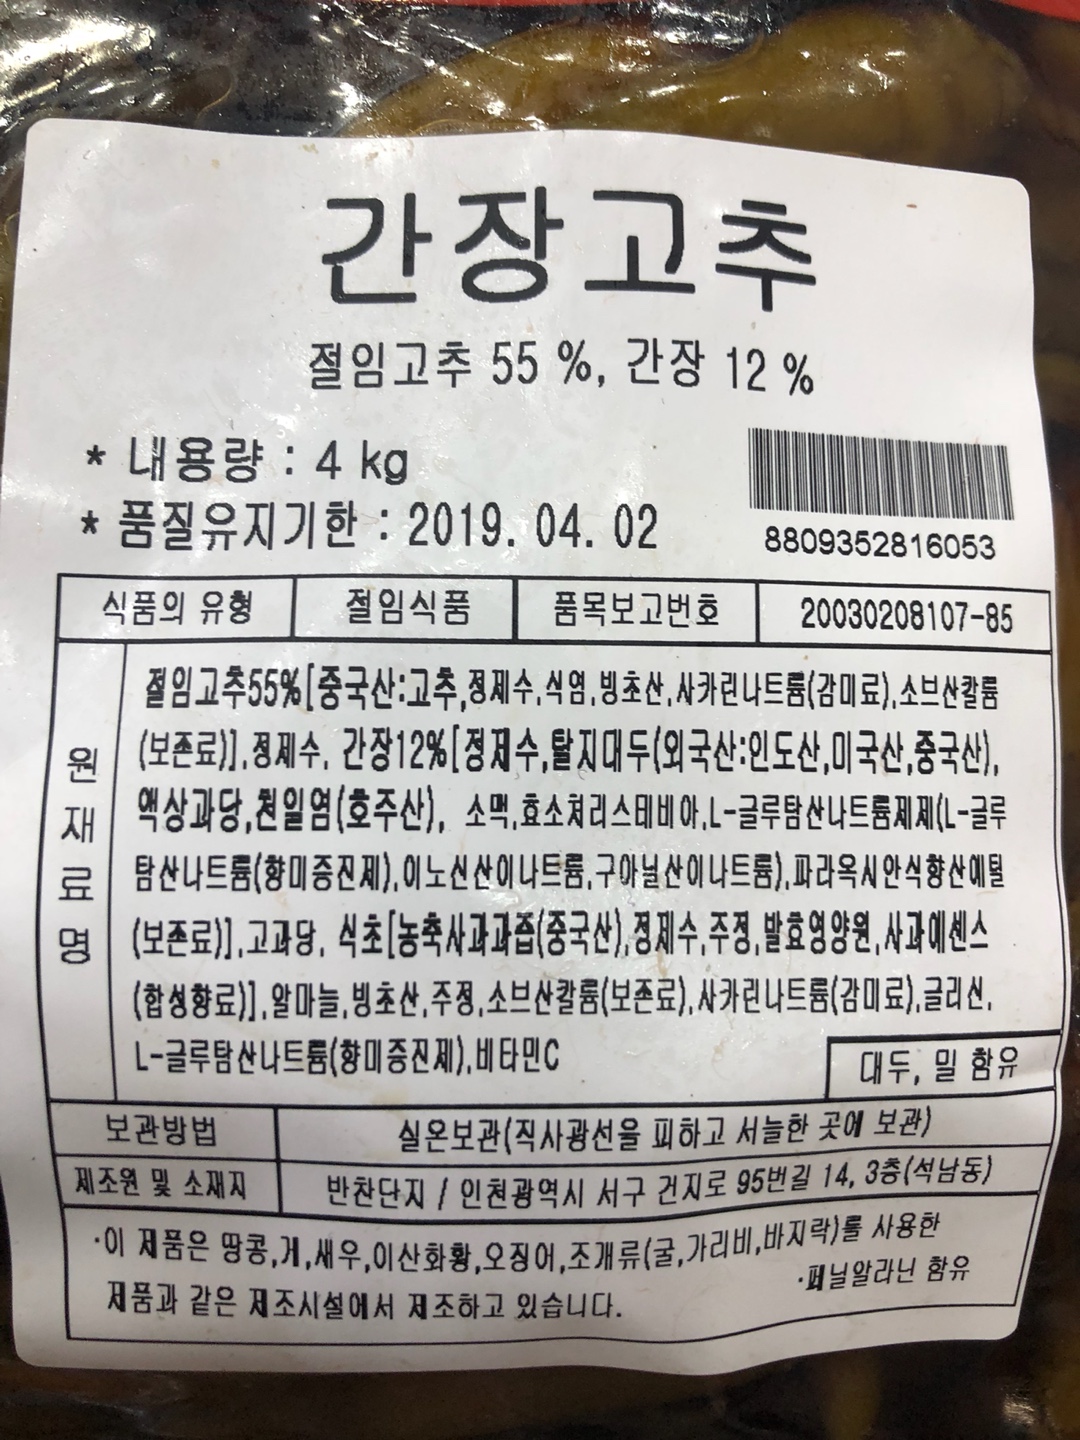 간장고추
절임고추 55 %, 간장 12 %
* 내용량 : 4 kg
* 품질유지기한 : 2019. 04. 02
8809352816053
식품의 유형 절임식품 품목보고번호 20030208107-85
원재료명
절임고추55%[중국산:고추,정제수,식염,빙초산,사카린나트륨(감미료),소브산칼륨
(보존료)],정제수, 간장12%[정제수,탈지대두(외국산:인도산,미국산,중국산),
액상과당,천일염(호주산), 소맥,효소처리스테비아,L-글루탐산나트륨제제(L-글루
탐산나트륨(향미증진제),이노신산이나트륨,구아닐산이나트륨),파라옥시안식향산에틸
(보존료)],고과당, 식초[농축사과과즙(중국산),정제수,주정,발효영양원,사과에센스
(합성향료)],알마늘,빙초산,주정,소브산칼륨(보존료),사카린나트륨(감미료),글리신,
L-글루탐산나트륨(향미증진제),비타민C
대두, 밀 함유
보관방법 실온보관(직사광선을 피하고 서늘한 곳에 보관)
제조원 및 소재지 반찬단지 / 인천광역시 서구 건지로 95번길 14, 3층(석남동)
·이 제품은 땅콩,게,새우,이산화황,오징어,조개류(굴,가리비,바지락)를 사용한
제품과 같은 제조시설에서 제조하고 있습니다.
·페닐알라닌 함유